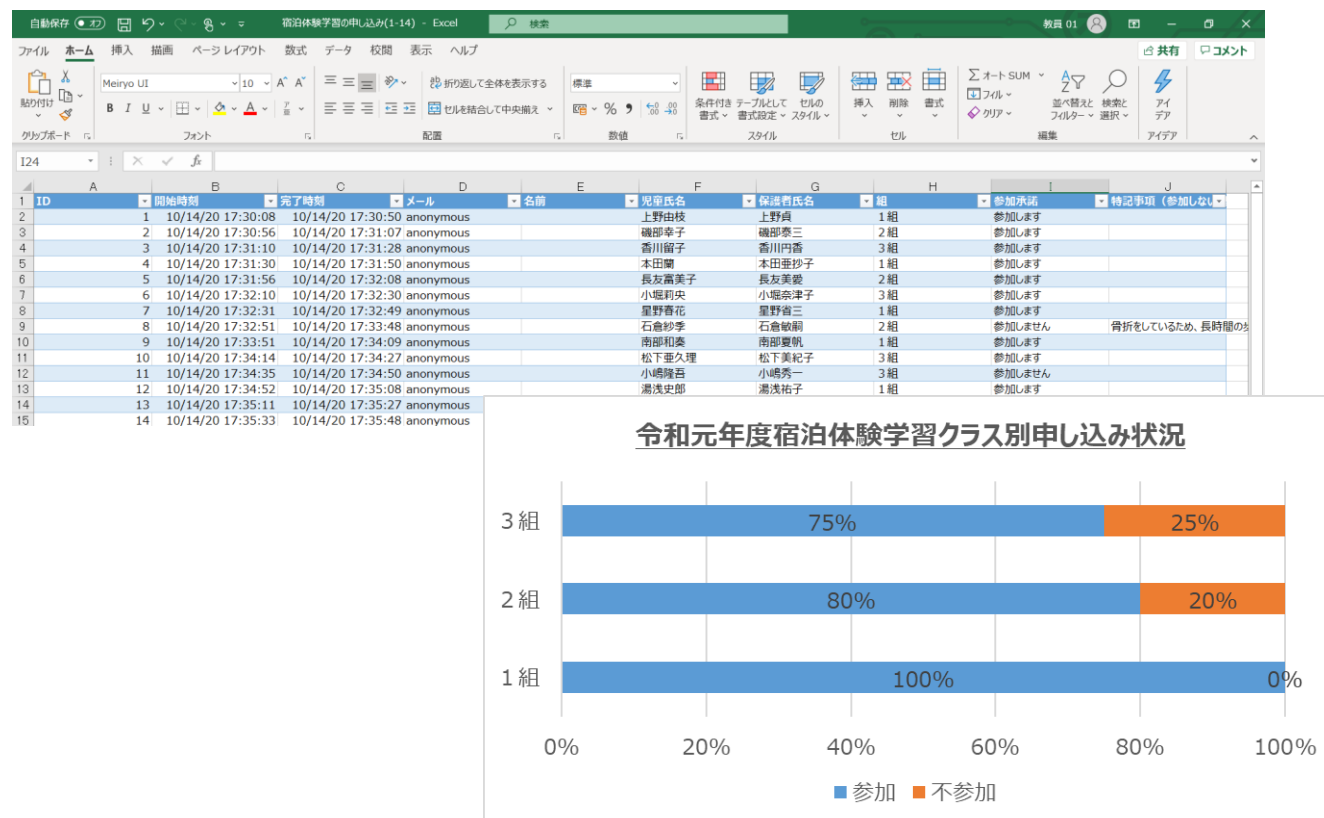 自動保存 オフ 宿泊体験学習の申し込み(1-14) - Excel 検索 教員 01
ファイル ホーム 挿入 描画 ページ レイアウト 数式 データ 校閲 表示 ヘルプ 共有 コメント
貼り付け Meiryo UI 10 折り返して全体を表示する 標準 条件付き書式 テーブルとして書式設定 セルのスタイル 挿入 削除 書式 オート SUM フィル クリア 並べ替えとフィルター 検索と選択 アイデア
B I U セルを結合して中央揃え
クリップボード フォント 配置 数値 スタイル セル 編集 アイデア
I24 fx
A B C D E F G H I J
1 ID 開始時刻 完了時刻 メール 名前 児童氏名 保護者氏名 組 参加承諾 特記事項(参加しない
2 1 10/14/20 17:30:08 10/14/20 17:30:50 anonymous 上野由枝 上野貞 1組 参加します
3 2 10/14/20 17:30:56 10/14/20 17:31:07 anonymous 磯部幸子 磯部泰三 2組 参加します
4 3 10/14/20 17:31:10 10/14/20 17:31:28 anonymous 香川留子 香川円香 3組 参加します
5 4 10/14/20 17:31:30 10/14/20 17:31:50 anonymous 本田蘭 本田亜抄子 1組 参加します
6 5 10/14/20 17:31:56 10/14/20 17:32:08 anonymous 長友富美子 長友美愛 2組 参加します
7 6 10/14/20 17:32:10 10/14/20 17:32:30 anonymous 小堀莉央 小堀奈津子 3組 参加します
8 7 10/14/20 17:32:31 10/14/20 17:32:49 anonymous 星野春花 星野省三 1組 参加します
9 8 10/14/20 17:32:51 10/14/20 17:33:48 anonymous 石倉紗季 石倉敏嗣 2組 参加しません 骨折をしているため、長時間の
10 9 10/14/20 17:33:51 10/14/20 17:34:09 anonymous 南部和奏 南部夏帆 1組 参加します
11 10 10/14/20 17:34:14 10/14/20 17:34:27 anonymous 松下亜久理 松下美紀子 3組 参加します
12 11 10/14/20 17:34:35 10/14/20 17:34:50 anonymous 小嶋隆吾 小嶋秀一 3組 参加しません
13 12 10/14/20 17:34:52 10/14/20 17:35:08 anonymous 湯浅史郎 湯浅祐子 1組 参加します
14 13 10/14/20 17:35:11 10/14/20 17:35:27 anonymous
15 14 10/14/20 17:35:33 10/14/20 17:35:48 anonymous
令和元年度宿泊体験学習クラス別申し込み状況
3組 75% 25%
2組 80% 20%
1組 100% 0%
0% 20% 40% 60% 80% 100%
参加 不参加